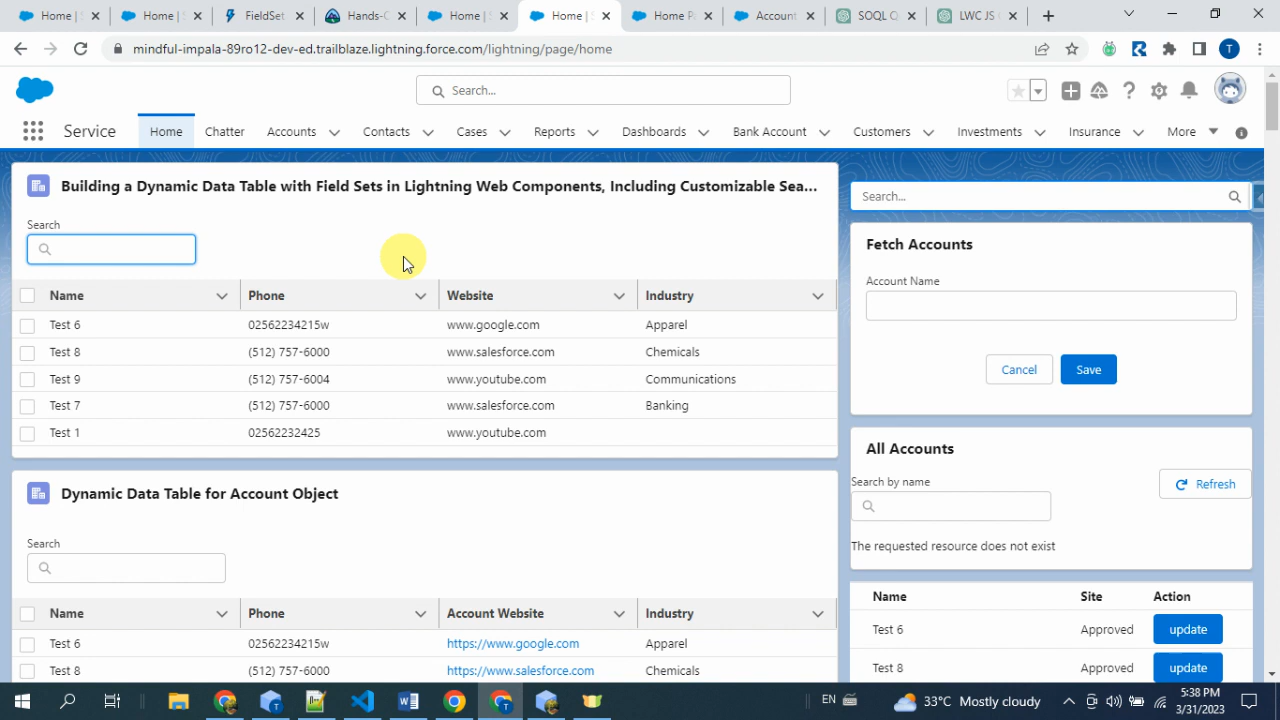 Home | S
Home | S
FieldSet
Hands-O
Home | S
Home | S
Home Pa
Account
SOQL Q
LWC JS
mindful-impala-89ro12-dev-ed.trailblaze.lightning.force.com/lightning/page/home
T
Search...
Service
Home
Chatter
Accounts
Contacts
Cases
Reports
Dashboards
Bank Account
Customers
Investments
Insurance
More
Building a Dynamic Data Table with Field Sets in Lightning Web Components, Including Customizable Sea...
Search
Name Phone Website Industry
Test 6 02562234215w www.google.com Apparel
Test 8 (512) 757-6000 www.salesforce.com Chemicals
Test 9 (512) 757-6004 www.youtube.com Communications
Test 7 (512) 757-6000 www.salesforce.com Banking
Test 1 02562232425 www.youtube.com
Dynamic Data Table for Account Object
Search
Name Phone Account Website Industry
Test 6 02562234215w https://www.google.com Apparel
Test 8 (512) 757-6000 https://www.salesforce.com Chemicals
Search...
Fetch Accounts
Account Name
Cancel Save
All Accounts
Search by name
Refresh
The requested resource does not exist
Name Site Action
Test 6 Approved update
Test 8 Approved update
EN
33°C Mostly cloudy
5:38 PM
3/31/2023